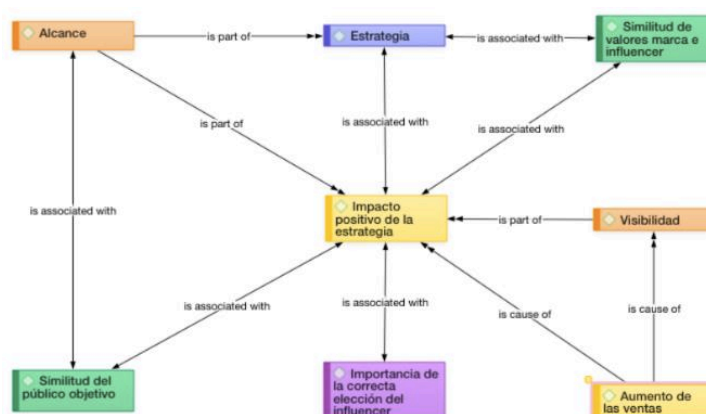 Alcance
is part of
Estrategia
is associated with
Similitud de
valores marca e
influencer
is part of
is associated with
is associated with
is associated with
Impacto
positivo de la
estrategia
is part of
Visibilidad
is associated with
is associated with
is cause of
is cause of
Similitud del
público objetivo
Importancia de
la correcta
elección del
influencer
Aumento de
las ventas